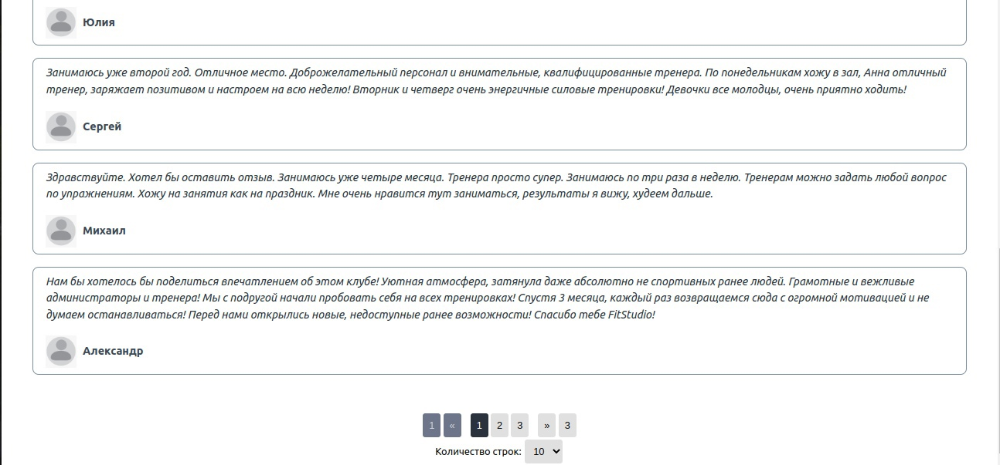 Юлия
Занимаюсь уже второй год. Отличное место. Доброжелательный персонал и внимательные, квалифицированные тренера. По понедельникам хожу в зал, Анна отличный
тренер, заряжает позитивом и настроем на всю неделю! Вторник и четверг очень энергичные силовые тренировки! Девочки все молодцы, очень приятно ходить!
Сергей
Здравствуйте. Хотел бы оставить отзыв. Занимаюсь уже четыре месяца. Тренера просто супер. Занимаюсь по три раза в неделю. Тренерам можно задать любой вопрос
по упражнениям. Хожу на занятия как на праздник. Мне очень нравится тут заниматься, результаты я вижу, худеем дальше.
Михаил
Нам бы хотелось бы поделиться впечатлением об этом клубе! Уютная атмосфера, затянула даже абсолютно не спортивных ранее людей. Грамотные и вежливые
администраторы и тренера! Мы с подругой начали пробовать себя на всех тренировках! Спустя 3 месяца, каждый раз возвращаемся сюда с огромной мотивацией и не
думаем останавливаться! Перед нами открылись новые, недоступные ранее возможности! Спасибо тебе FitStudio!
Александр
1 « 1 2 3 » 3
Количество строк: 10